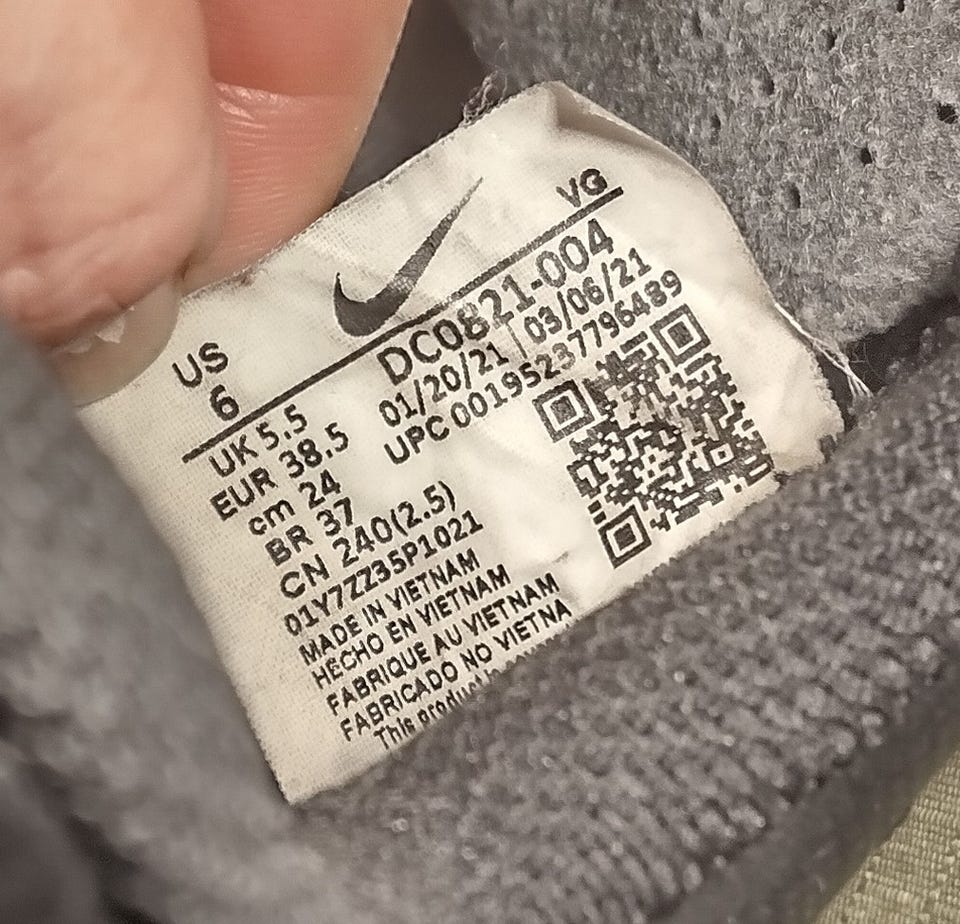 VG
US
6
DC0821-004
01/20/21 03/06/21
UPC 00195237796489
UK 5.5
EUR 38.5
cm 24
BR 37
CN 240(2.5)
01Y7ZZ35P1021
MADE IN VIETNAM
HECHO EN VIETNAM
FABRIQUE AU VIETNAM
FABRICADO NO VIETNA
This product